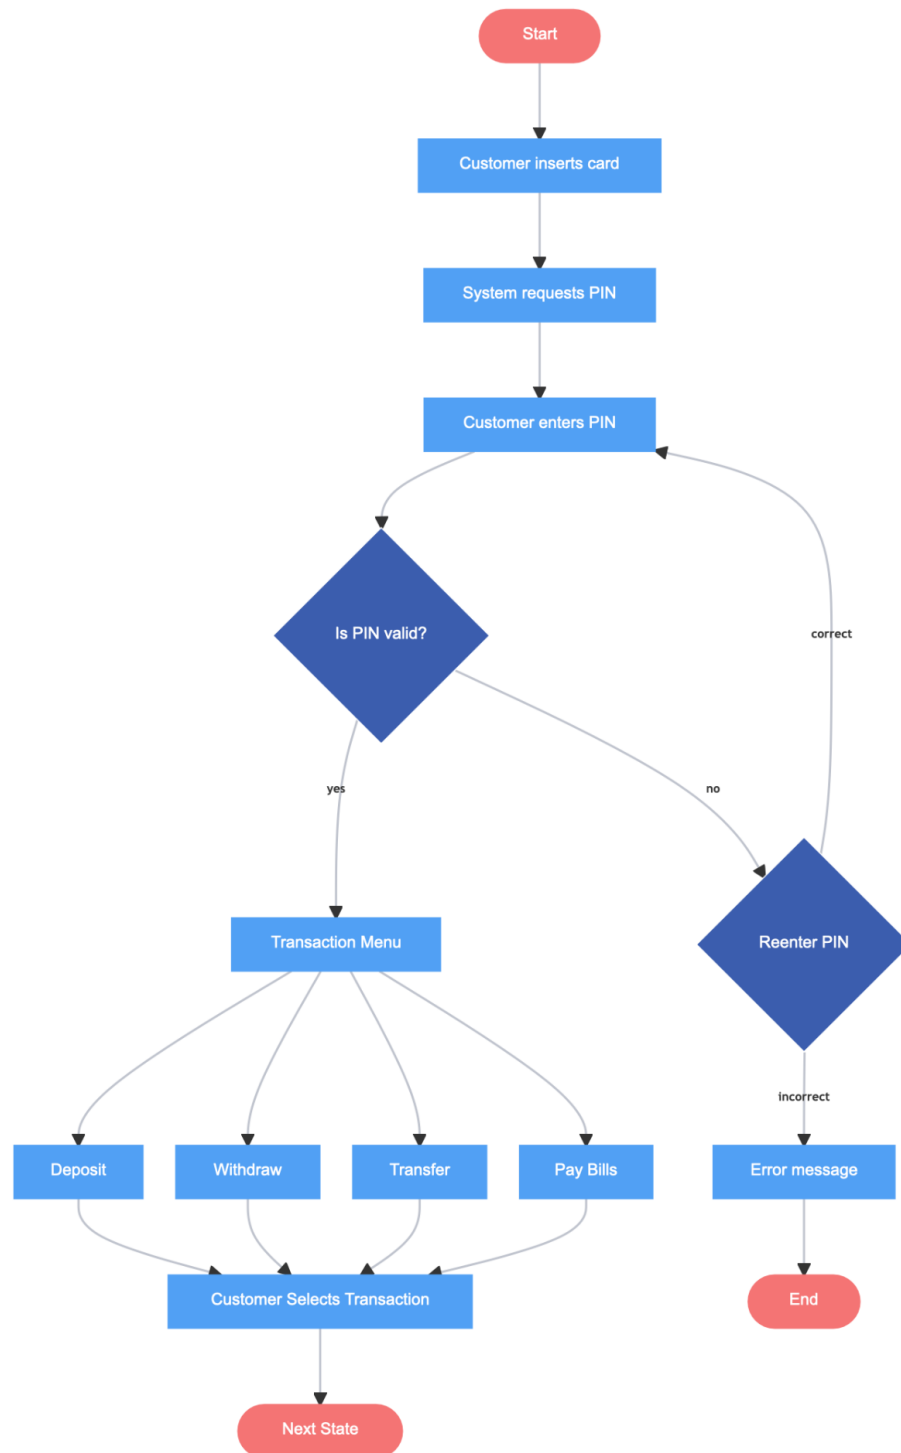 Start
Customer inserts card
System requests PIN
Customer enters PIN
Is PIN valid?
correct
yes
no
Transaction Menu
Reenter PIN
incorrect
Deposit
Withdraw
Transfer
Pay Bills
Error message
Customer Selects Transaction
End
Next State